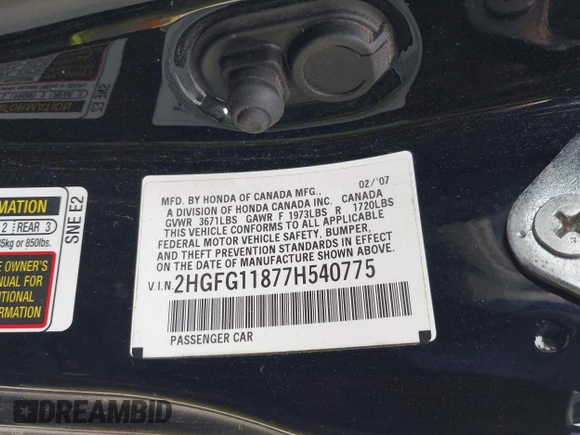 02/'07
MFD. BY HONDA OF CANADA MFG.,
A DIVISION OF HONDA CANADA INC. CANADA
GVWR 3671LBS GAWR F 1973LBS R 1720LBS
THIS VEHICLE CONFORMS TO ALL APPLICABLE
FEDERAL MOTOR VEHICLE SAFETY, BUMPER,
AND THEFT PREVENTION STANDARDS IN EFFECT
ON THE DATE OF MANUFACTURE SHOWN ABOVE.
V.I.N. 2HGFG11877H540775
PASSENGER CAR
MATION
2 REAR 3
5kg or 850lbs.
E OWNER'S
NUAL FOR
ITIONAL
RMATION
SNE E2
DREAMBID